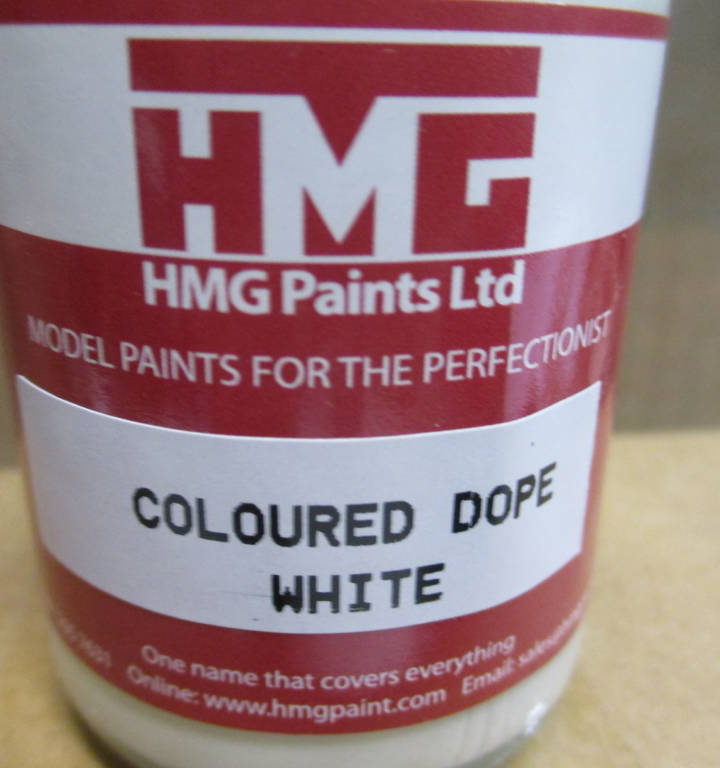 HMG
HMG Paints Ltd
MODEL PAINTS FOR THE PERFECTIONIST
COLOURED DOPE
WHITE
One name that covers everything
Online: www.hmgpaint.com Email: